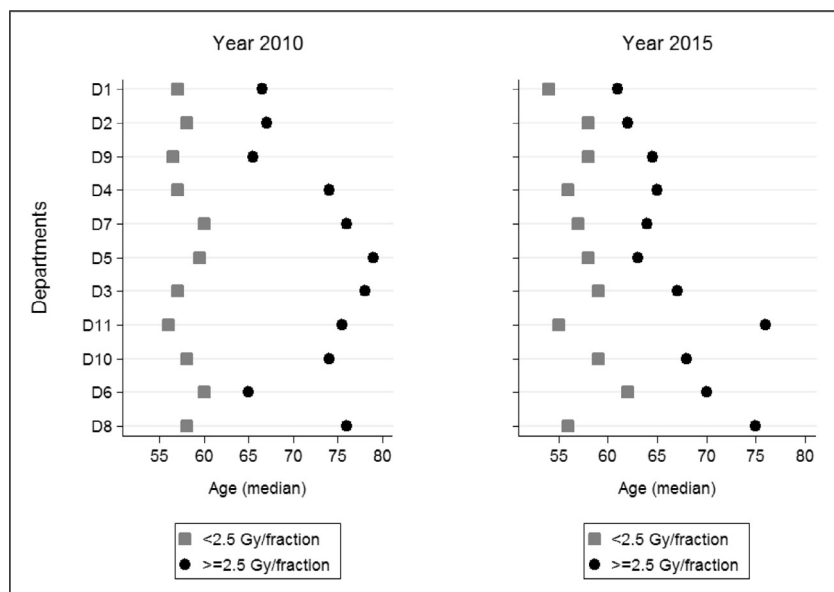 Year 2010
Year 2015
Departments
D1
D2
D9
D4
D7
D5
D3
D11
D10
D6
D8
55 60 65 70 75 80
55 60 65 70 75 80
Age (median)
Age (median)
<2.5 Gy/fraction
>=2.5 Gy/fraction
<2.5 Gy/fraction
>=2.5 Gy/fraction